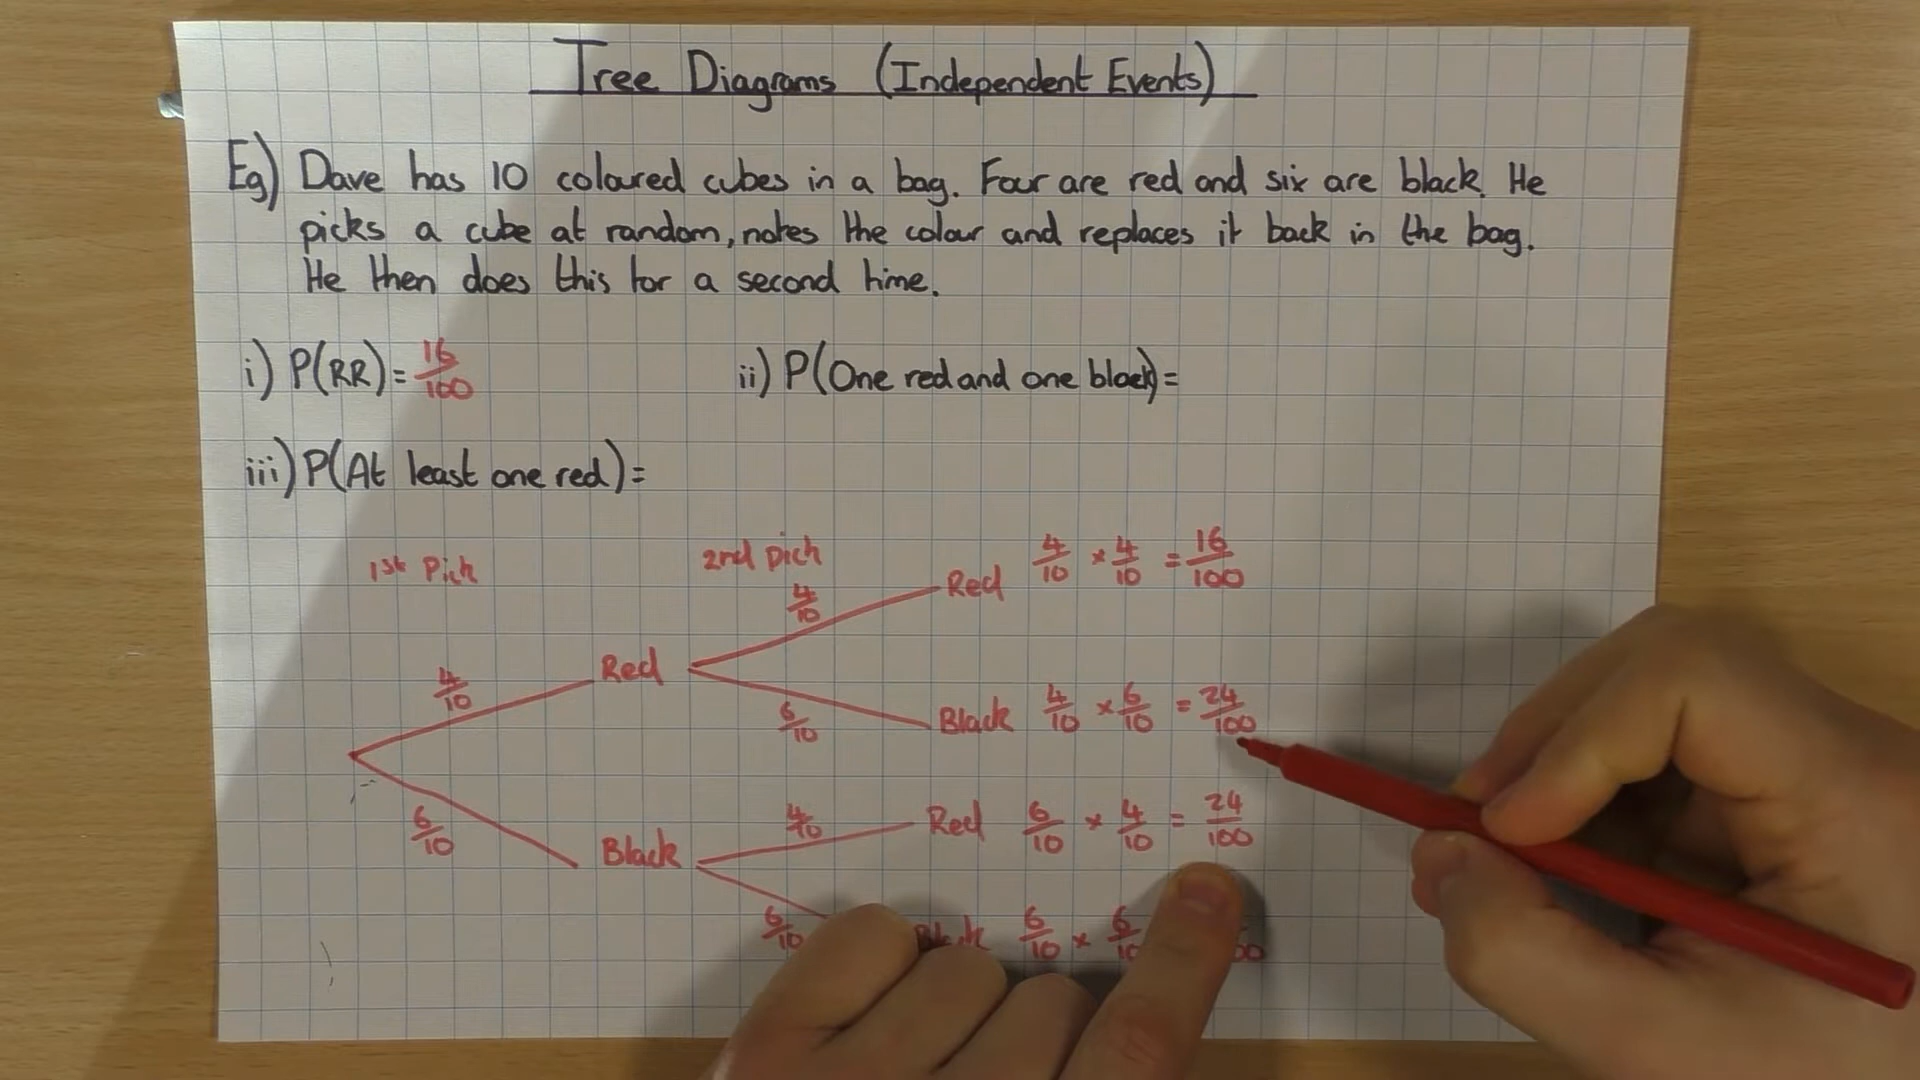 Tree Diagrams (Independent Events)
Eg) Dave has 10 coloured cubes in a bag. Four are red and six are black. He
picks a cube at random, notes the colour and replaces it back in the bag.
He then does this for a second time.
i) P(RR) = 16/100
ii) P(One red and one black) =
iii) P(At least one red) =
1st Pick
2nd pick
4/10
Red
4/10
Red 4/10 × 4/10 = 16/100
6/10
Black 4/10 × 6/10 = 24/100
6/10
Black
4/10
Red 6/10 × 4/10 = 24/100
6/10
Black 6/10 ×